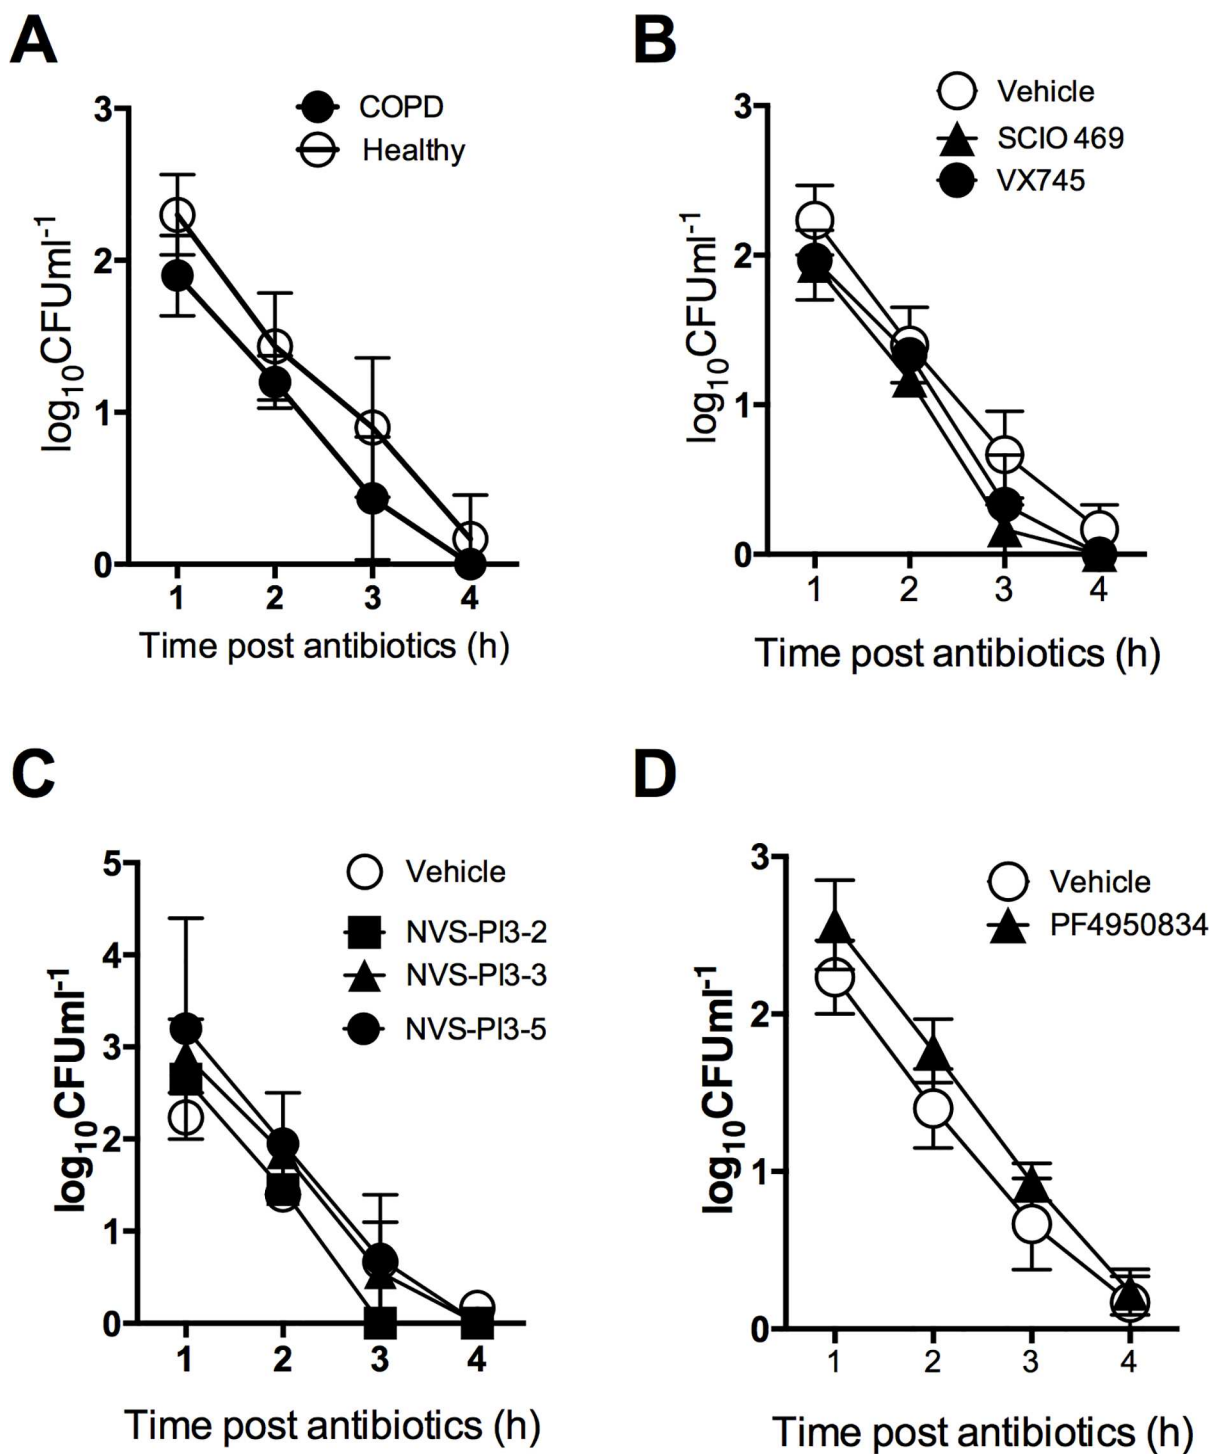 A
COPD
Healthy
3
2
1
0
log10CFUml-1
1 2 3 4
Time post antibiotics (h)
B
Vehicle
SCIO 469
VX745
3
2
1
0
log10CFUml-1
1 2 3 4
Time post antibiotics (h)
C
Vehicle
NVS-PI3-2
NVS-PI3-3
NVS-PI3-5
5
4
3
2
1
0
log10CFUml-1
1 2 3 4
Time post antibiotics (h)
D
Vehicle
PF4950834
3
2
1
0
log10CFUml-1
1 2 3 4
Time post antibiotics (h)